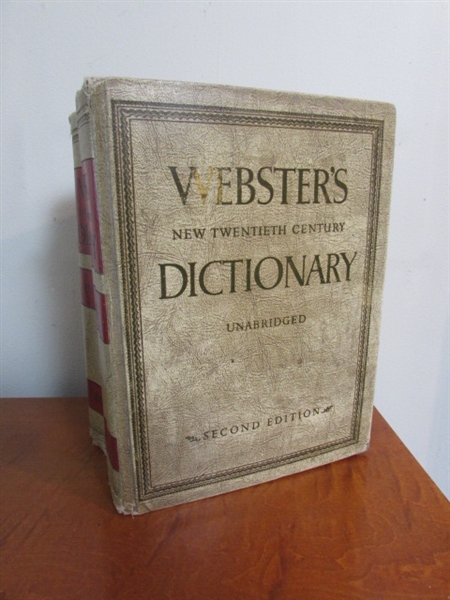 WEBSTER'S
NEW TWENTIETH CENTURY
DICTIONARY
UNABRIDGED
SECOND EDITION